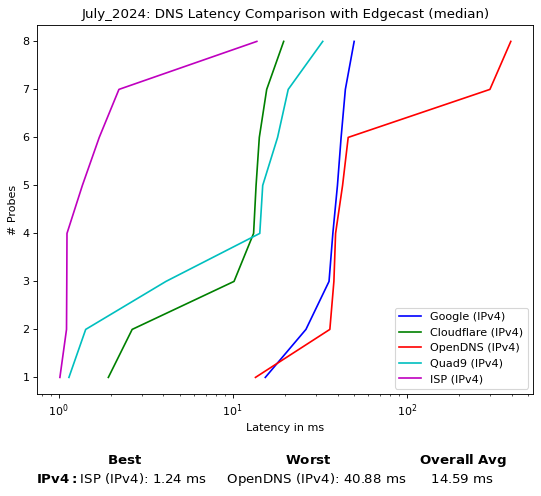 July_2024: DNS Latency Comparison with Edgecast (median)
8
7
6
5
4
3
2
1
# Probes
Google (IPv4)
Cloudflare (IPv4)
OpenDNS (IPv4)
Quad9 (IPv4)
ISP (IPv4)
10⁰ 10¹ 10²
Latency in ms
Best Worst Overall Avg
IPv4: ISP (IPv4): 1.24 ms OpenDNS (IPv4): 40.88 ms 14.59 ms